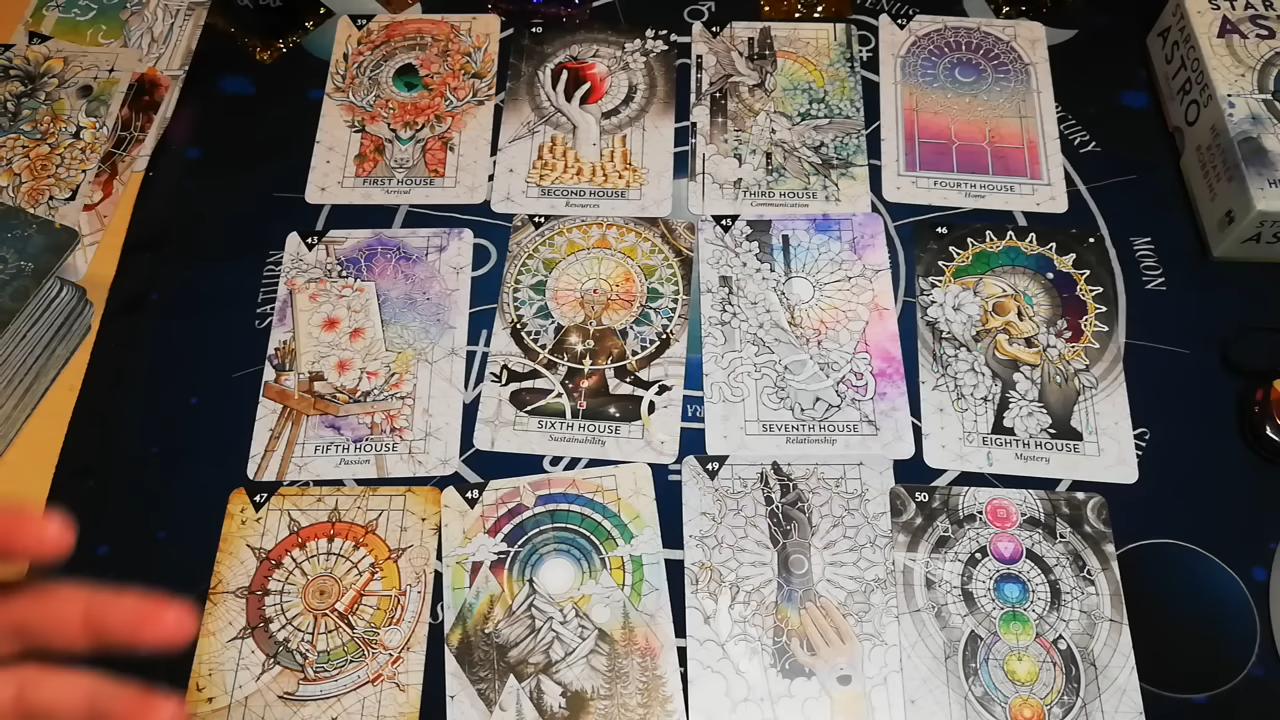 51
39
FIRST HOUSE
Arrival
40
SECOND HOUSE
Resources
41
THIRD HOUSE
Communication
42
FOURTH HOUSE
Home
43
FIFTH HOUSE
Passion
44
SIXTH HOUSE
Sustainability
45
SEVENTH HOUSE
Relationship
46
EIGHTH HOUSE
Mystery
47
48
49
50
SATURN
MOON
STARCODES
ASTRO